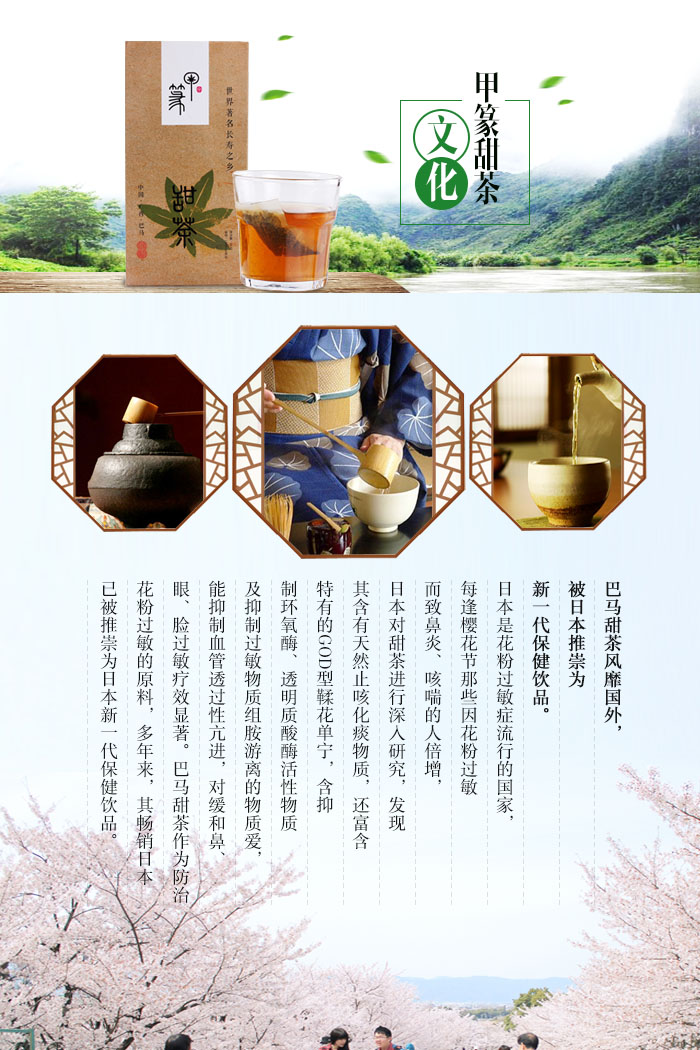 甲篆
世界著名长寿之乡
甜茶
甲篆甜茶
文化
巴马甜茶风靡国外，
被日本推崇为
新一代保健饮品。
日本是花粉过敏症流行的国家，
每逢樱花节那些因花粉过敏
而致鼻炎、咳喘的人倍增，
日本对甜茶进行深入研究，发现
其含有天然止咳化痰物质，还富含
特有的GOD型鞣花单宁，含抑
制环氧酶、透明质酸酶活性物质
及抑制过敏物质组胺游离的物质爱，
能抑制血管透过性亢进，对缓和鼻、
眼、脸过敏疗效显著。巴马甜茶作为防治
花粉过敏的原料，多年来，其畅销日本
已被推崇为日本新一代保健饮品。